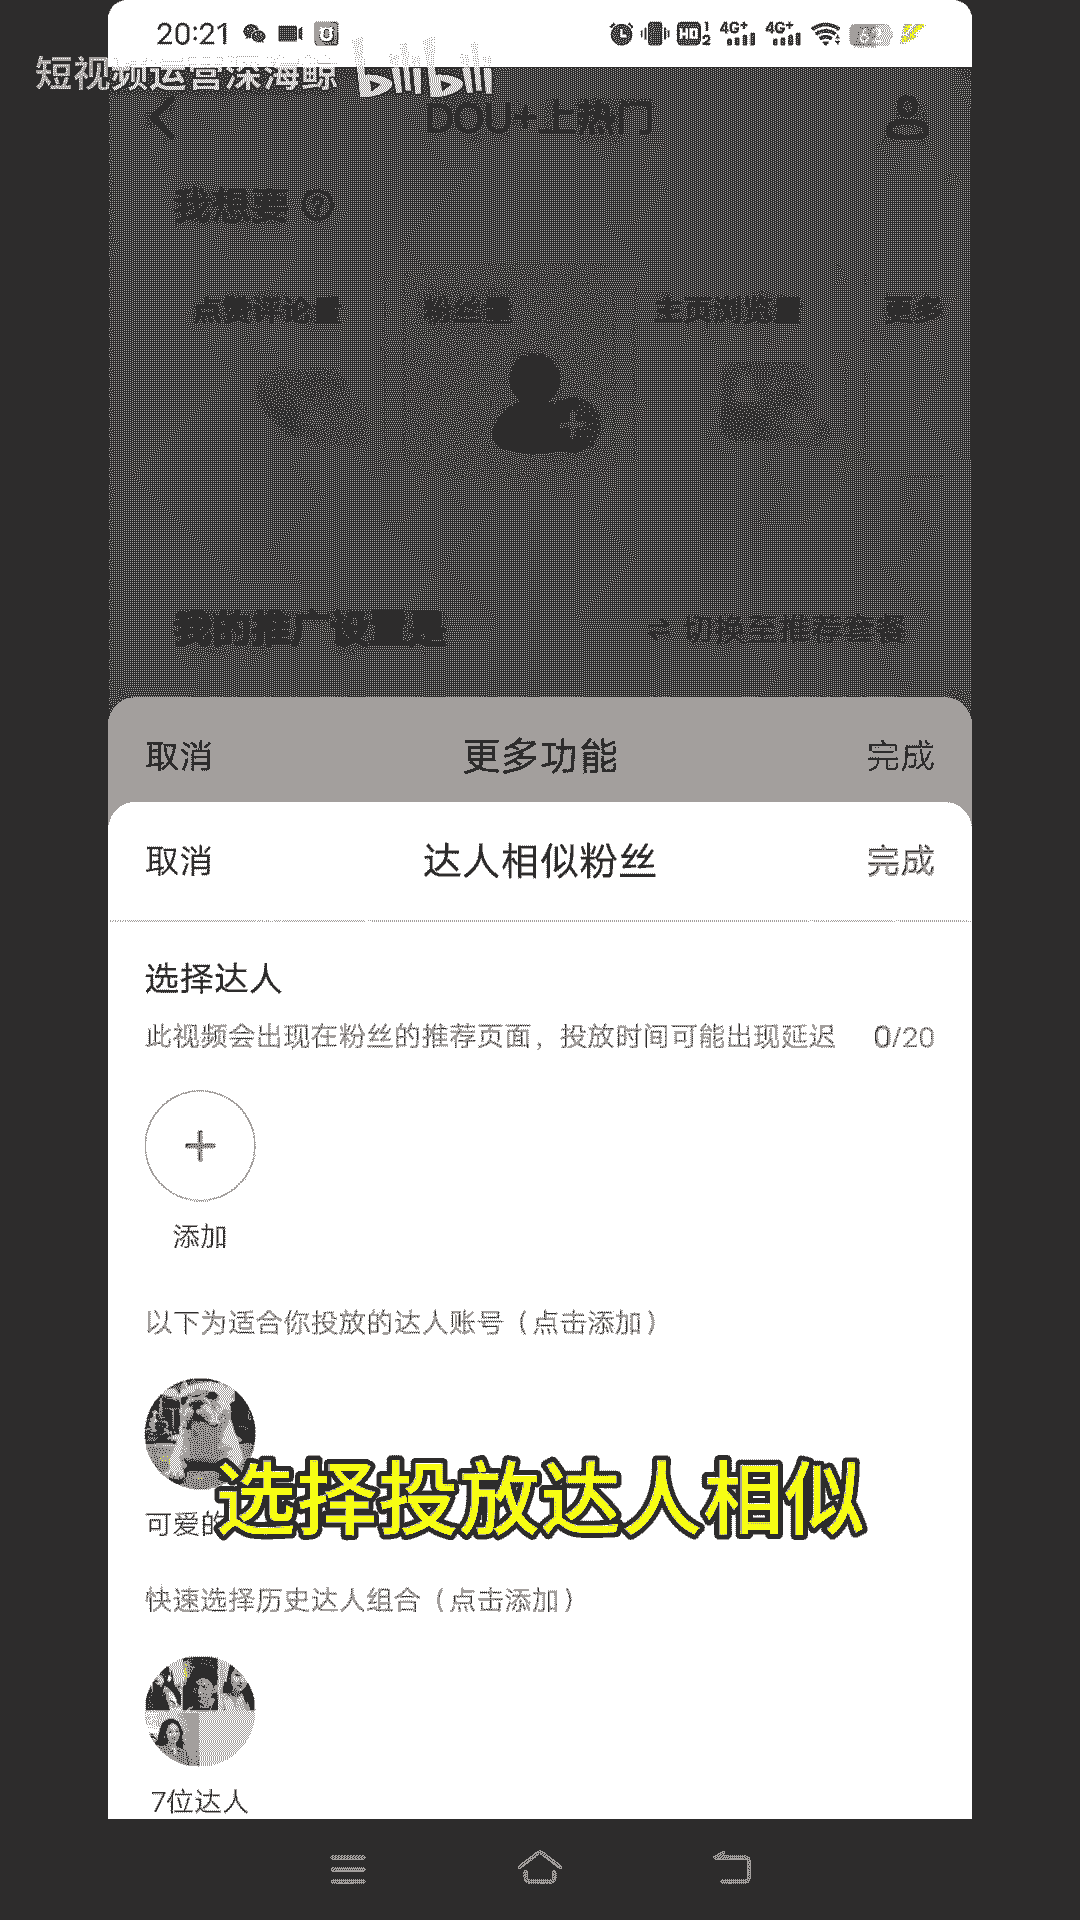 20:21
短视频运营深海鲸 bilibili
DOU+上热门
我想要
点赞评论量 粉丝量 主页浏览量 更多
我的推广设置是 切换至推荐套餐
取消 更多功能 完成
取消 达人相似粉丝 完成
选择达人
此视频会出现在粉丝的推荐页面，投放时间可能出现延迟 0/20
添加
以下为适合你投放的达人账号（点击添加）
可爱的
选择投放达人相似
快速选择历史达人组合（点击添加）
7位达人